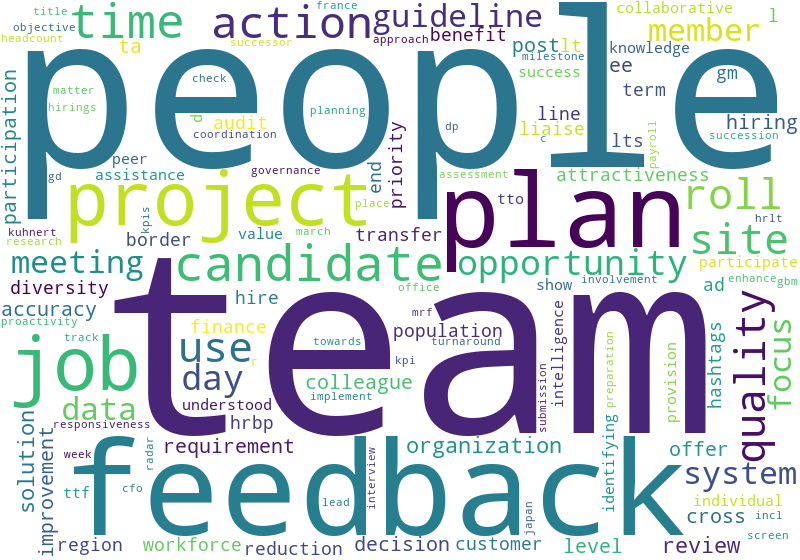 title
france
collaborative
headcount
objective
time
action
guideline
member
l
successor
approach
benefit
ta
post
lt
knowledge
people
milestone
success
ee
gm
matter
hirings
check
participation
d
planning
term
line
audit
coordination
dp
c
liaise
lts
hiring
succession
payroll
peer
assistance
governance
end
priority
assessment
attractiveness
gd
project
place
plan
tto
roll
kuhnert
research
kpis
value
march
transfer
hrlt
site
border
meeting
candidate
opportunity
participate
diversity
hire
office
show
involvement
ad
enhance
gbm
accuracy
proactivity
finance
mrf
population
team
track
use
towards
kpi
turnaround
intelligence
quality
focus
job
day
r
colleague
implement
preparation
provision
hashtags
data
understood
submission
responsiveness
hrbp
solution
improvement
requirement
organization
identifying
offer
week
radar
feedback
interview
system
ttf
cfo
lead
japan
individual
cross
incl
region
workforce
reduction
decision
customer
level
review
screen